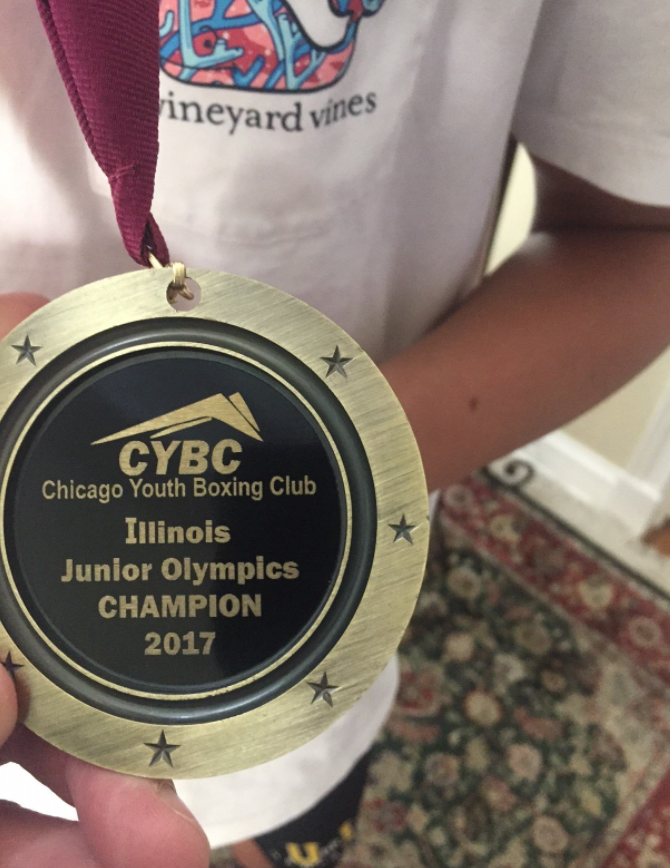 vineyard vines
CYBC
Chicago Youth Boxing Club
Illinois
Junior Olympics
CHAMPION
2017